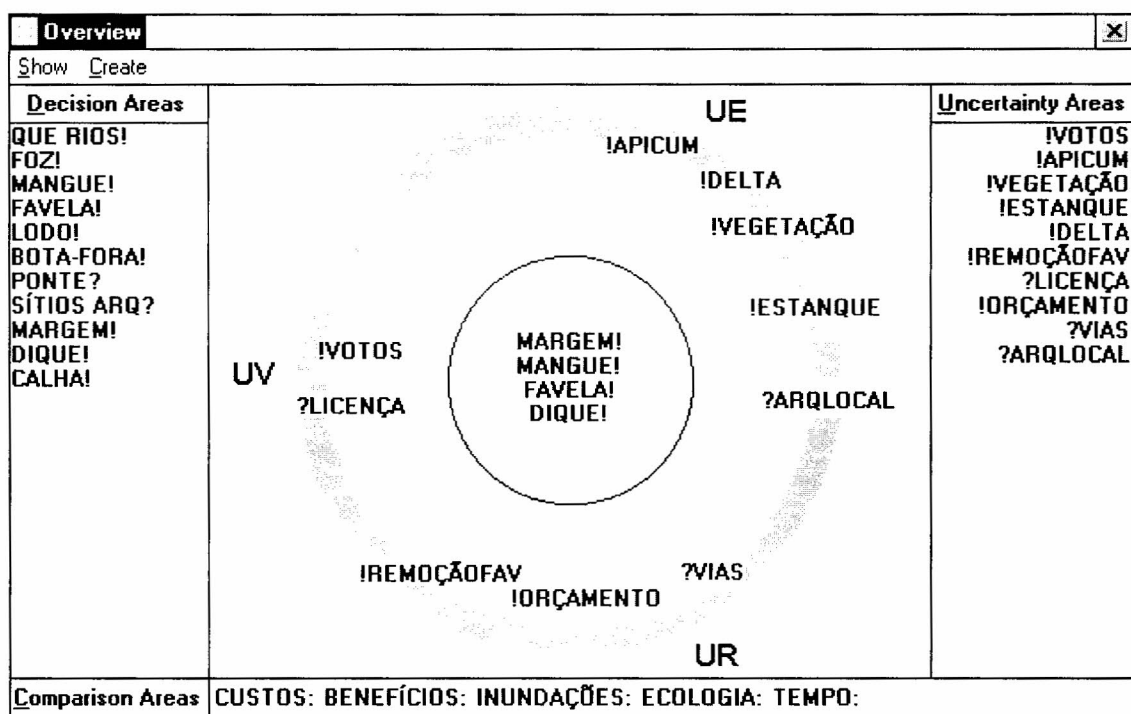 Overview
Show Create
Decision Areas
QUE RIOS!
FOZ!
MANGUE!
FAVELA!
LODO!
BOTA-FORA!
PONTE?
SÍTIOS ARQ?
MARGEM!
DIQUE!
CALHA!
UE
!APICUM
!DELTA
!VEGETAÇÃO
!ESTANQUE
!VOTOS
UV
?LICENÇA
?ARQLOCAL
MARGEM!
MANGUE!
FAVELA!
DIQUE!
!REMOÇÃOFAV
?VIAS
!ORÇAMENTO
UR
Uncertainty Areas
!VOTOS
!APICUM
!VEGETAÇÃO
!ESTANQUE
!DELTA
!REMOÇÃOFAV
?LICENÇA
!ORÇAMENTO
?VIAS
?ARQLOCAL
Comparison Areas CUSTOS: BENEFÍCIOS: INUNDAÇÕES: ECOLOGIA: TEMPO: